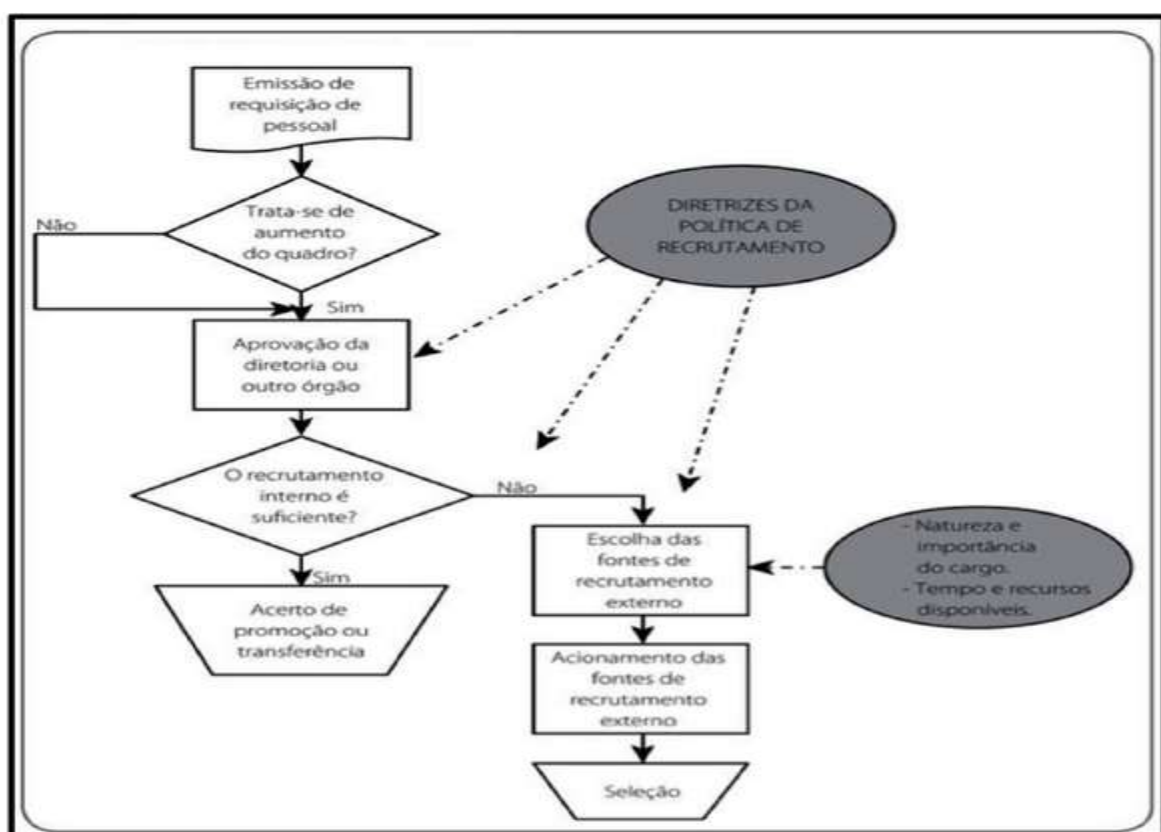 Emissão de
requisição de
pessoal
Não
Trata-se de
aumento
do quadro?
DIRETRIZES DA
POLÍTICA DE
RECRUTAMENTO
Sim
Aprovação da
diretoria ou
outro órgão
O recrutamento
interno é
suficiente?
Não
Sim
Acerto de
promoção ou
transferência
Escolha das
fontes de
recrutamento
externo
- Natureza e
importância
do cargo.
- Tempo e recursos
disponíveis.
Acionamento das
fontes de
recrutamento
externo
Seleção